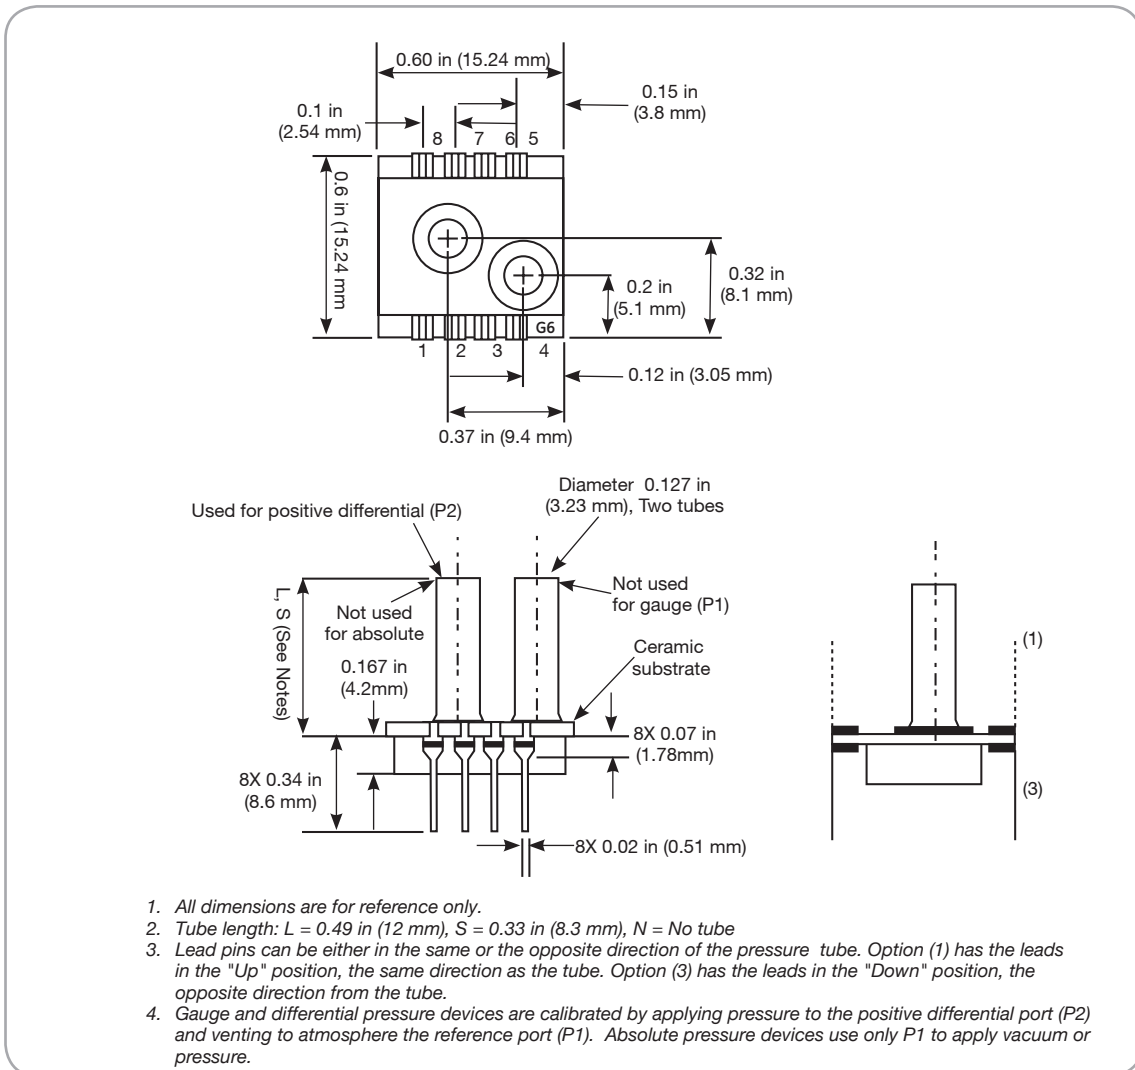 0.60 in (15.24 mm)
0.15 in
(3.8 mm)
0.1 in
(2.54 mm)
8 7 6 5
0.6 in (15.24 mm
0.32 in
(8.1 mm)
0.2 in
(5.1 mm)
G6
1 2 3 4
0.12 in (3.05 mm)
0.37 in (9.4 mm)
Diameter 0.127 in
(3.23 mm), Two tubes
Used for positive differential (P2)
Not used
for gauge (P1)
Not used
for absolute
L, S (See Notes)
Ceramic
substrate
0.167 in
(4.2mm)
8X 0.07 in
(1.78mm)
8X 0.34 in
(8.6 mm)
8X 0.02 in (0.51 mm)
(1)
(3)
1. All dimensions are for reference only.
2. Tube length: L = 0.49 in (12 mm), S = 0.33 in (8.3 mm), N = No tube
3. Lead pins can be either in the same or the opposite direction of the pressure tube. Option (1) has the leads
in the "Up" position, the same direction as the tube. Option (3) has the leads in the "Down" position, the
opposite direction from the tube.
4. Gauge and differential pressure devices are calibrated by applying pressure to the positive differential port (P2)
and venting to atmosphere the reference port (P1). Absolute pressure devices use only P1 to apply vacuum or
pressure.